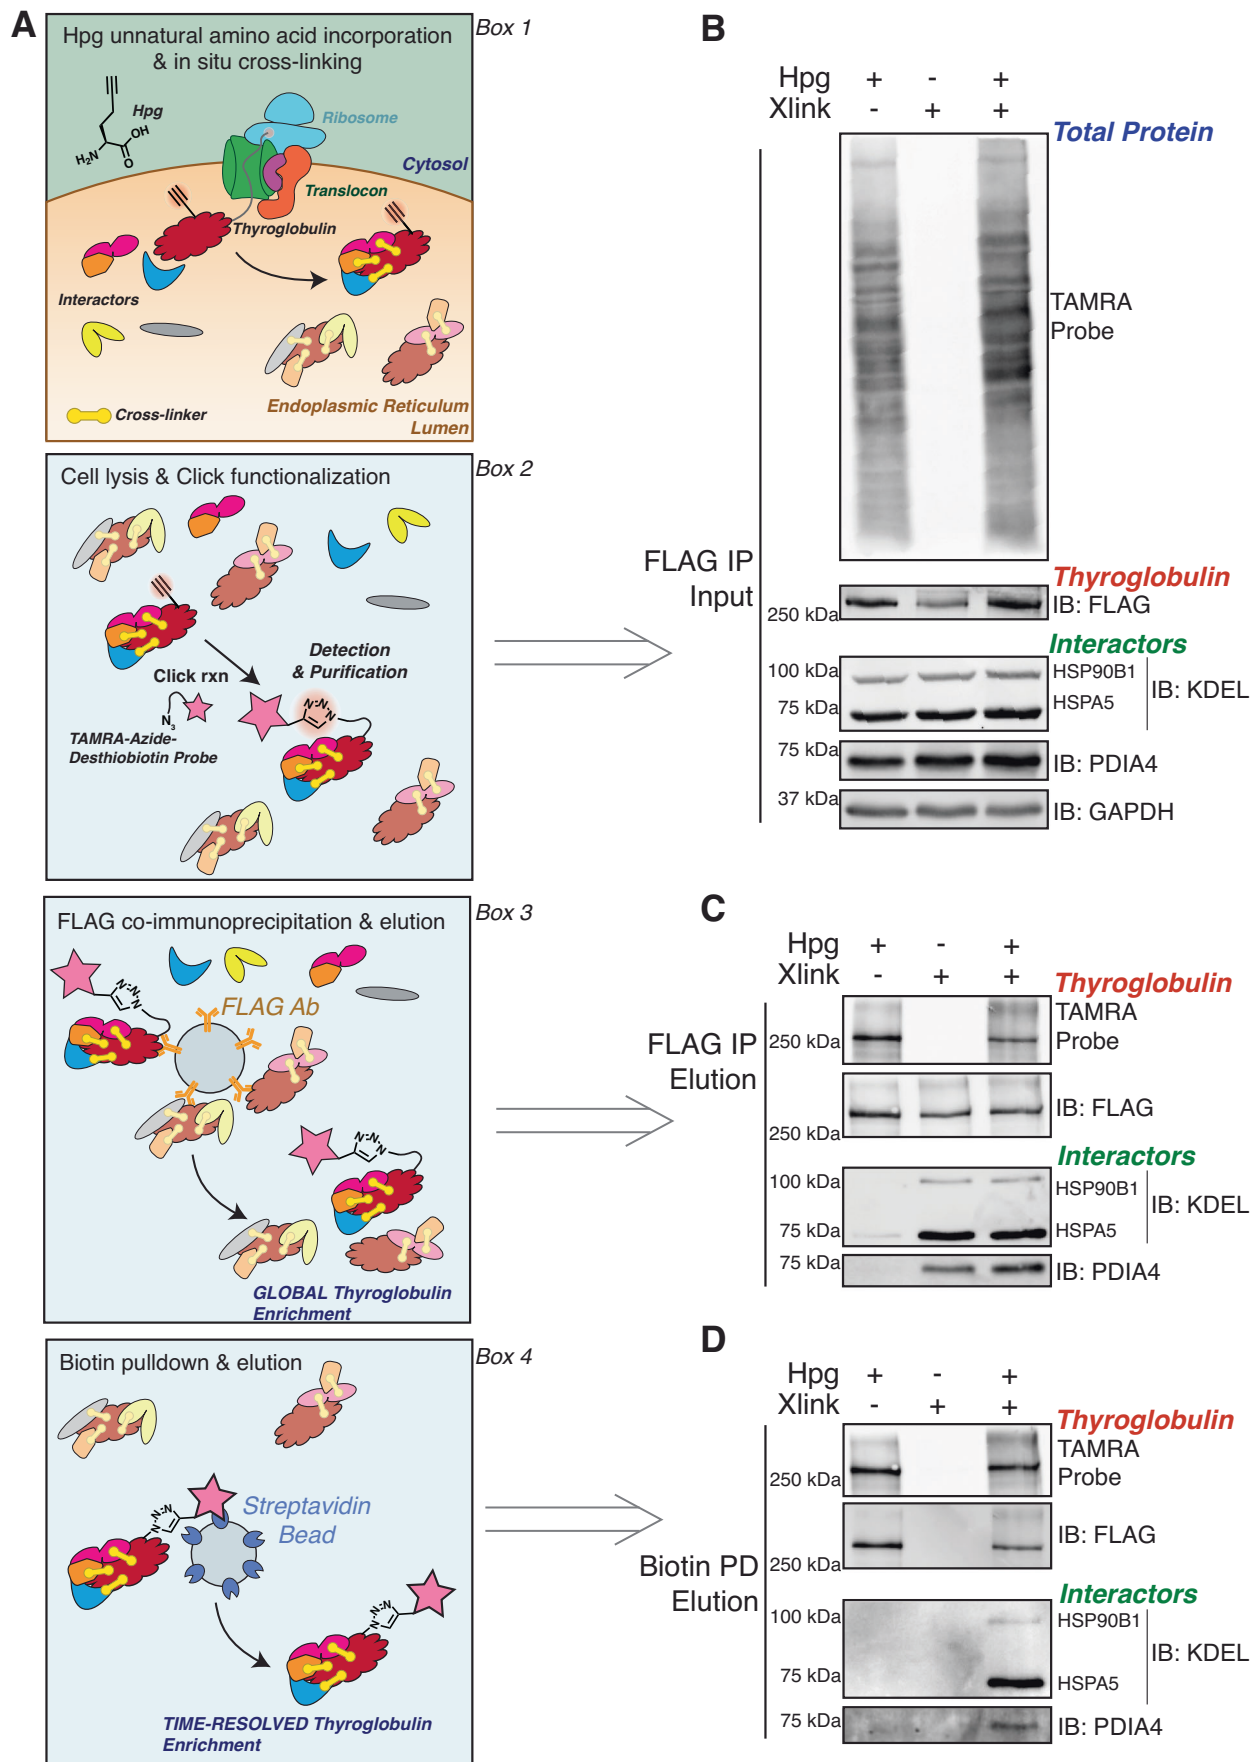 A
Box 1
Hpg unnatural amino acid incorporation
& in situ cross-linking
Hpg
OH
H₂N
O
Ribosome
Cytosol
Translocon
Thyroglobulin
Interactors
Cross-linker
Endoplasmic Reticulum
Lumen
Box 2
Cell lysis & Click functionalization
Detection
& Purification
Click rxn
N₃
N
N
N
TAMRA-Azide-
Desthiobiotin Probe
Box 3
FLAG co-immunoprecipitation & elution
N
N
N
FLAG Ab
N
N
N
GLOBAL Thyroglobulin
Enrichment
Box 4
Biotin pulldown & elution
N
N
N
Streptavidin
Bead
N
N
N
TIME-RESOLVED Thyroglobulin
Enrichment
B
Hpg + - +
Xlink - + +
Total Protein
TAMRA
Probe
FLAG IP
Input
Thyroglobulin
250 kDa
IB: FLAG
Interactors
100 kDa
HSP90B1
IB: KDEL
75 kDa
HSPA5
75 kDa
IB: PDIA4
37 kDa
IB: GAPDH
C
Hpg + - +
Xlink - + +
Thyroglobulin
TAMRA
Probe
250 kDa
FLAG IP
Elution
IB: FLAG
250 kDa
Interactors
100 kDa
HSP90B1
IB: KDEL
75 kDa
HSPA5
75 kDa
IB: PDIA4
D
Hpg + - +
Xlink - + +
Thyroglobulin
TAMRA
Probe
250 kDa
IB: FLAG
250 kDa
Biotin PD
Elution
Interactors
100 kDa
HSP90B1
IB: KDEL
75 kDa
HSPA5
75 kDa
IB: PDIA4